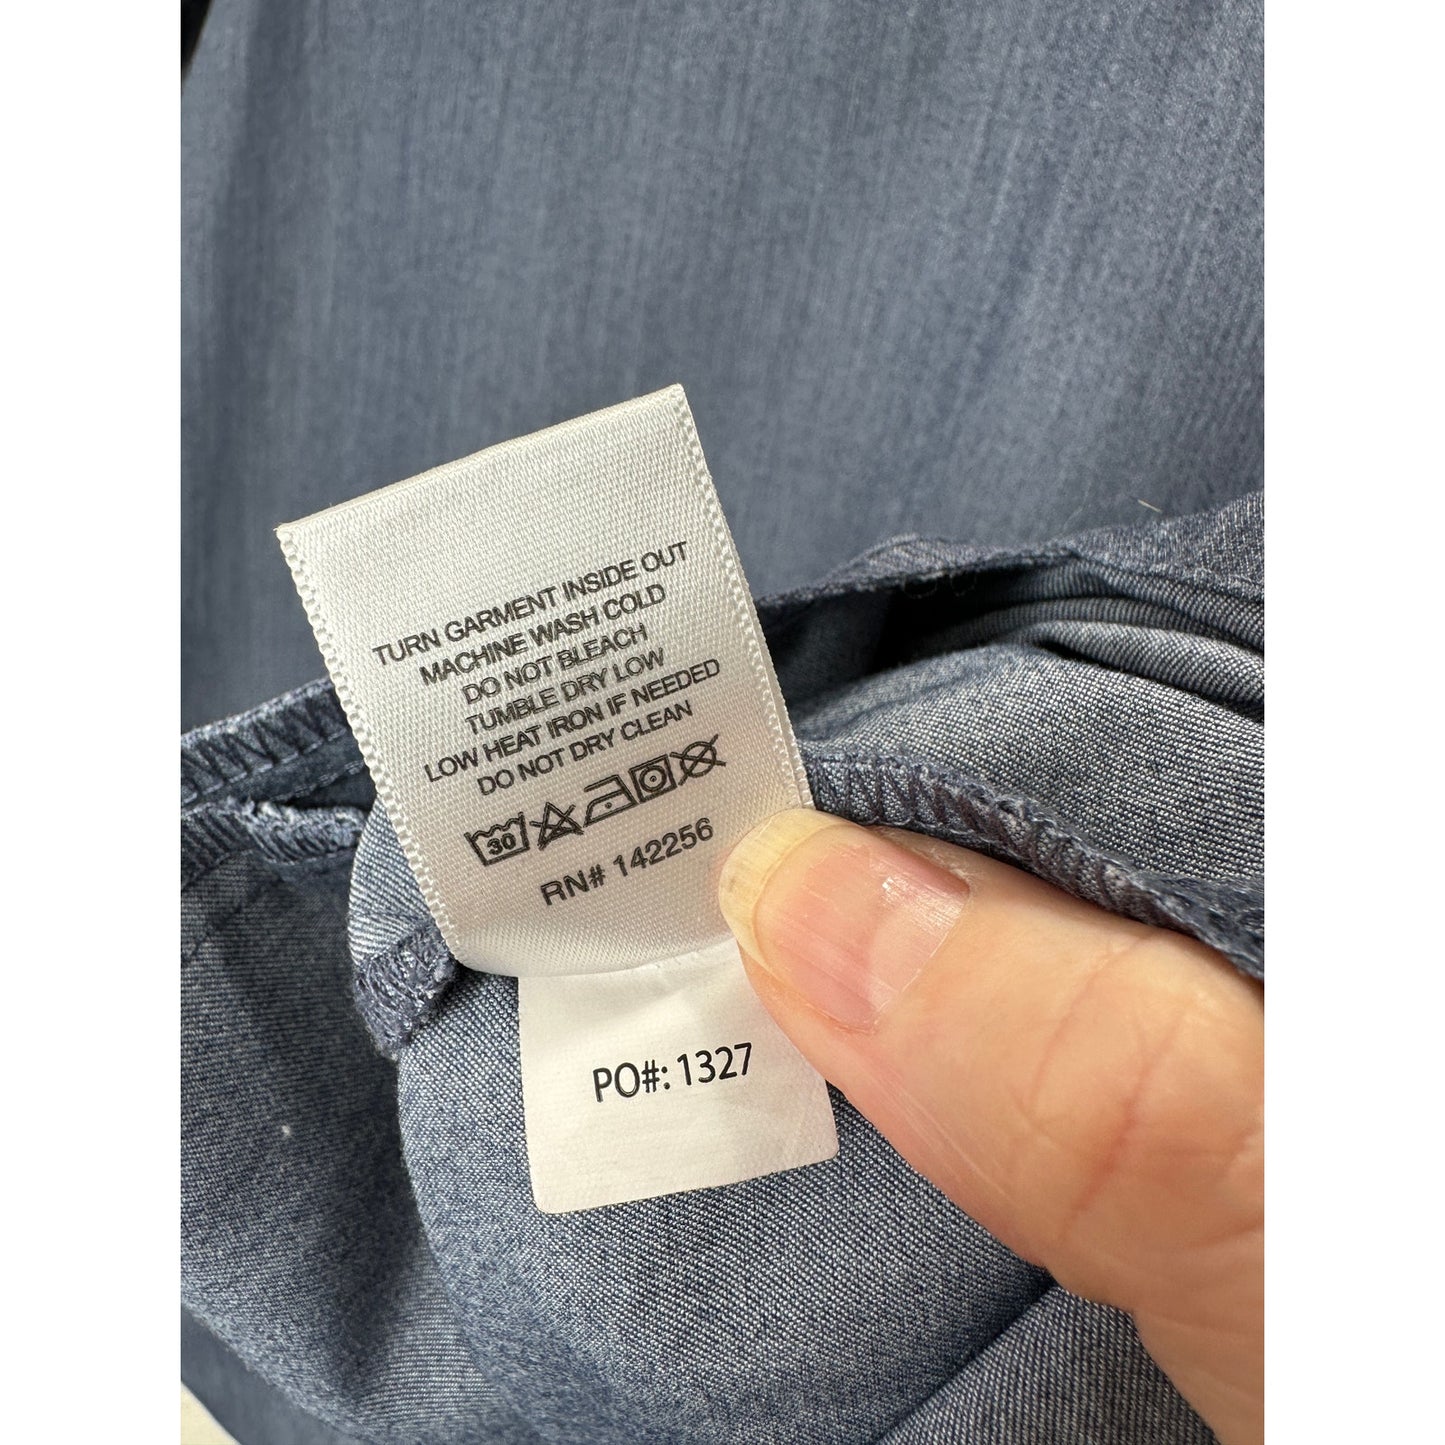 TURN GARMENT INSIDE OUT
MACHINE WASH COLD
DO NOT BLEACH
TUMBLE DRY LOW
LOW HEAT IRON IF NEEDED
DO NOT DRY CLEAN
30
RN# 142256
PO#: 1327